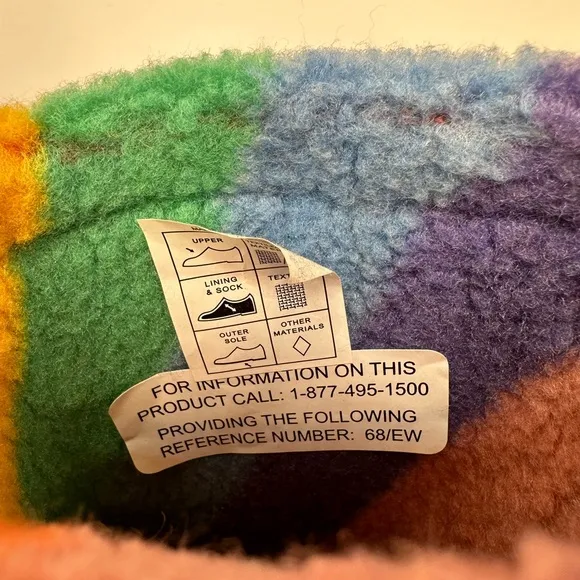 UPPER
LINING
& SOCK
OUTER
SOLE
OTHER
MATERIALS
FOR INFORMATION ON THIS
PRODUCT CALL: 1-877-495-1500
PROVIDING THE FOLLOWING
REFERENCE NUMBER: 68/EW